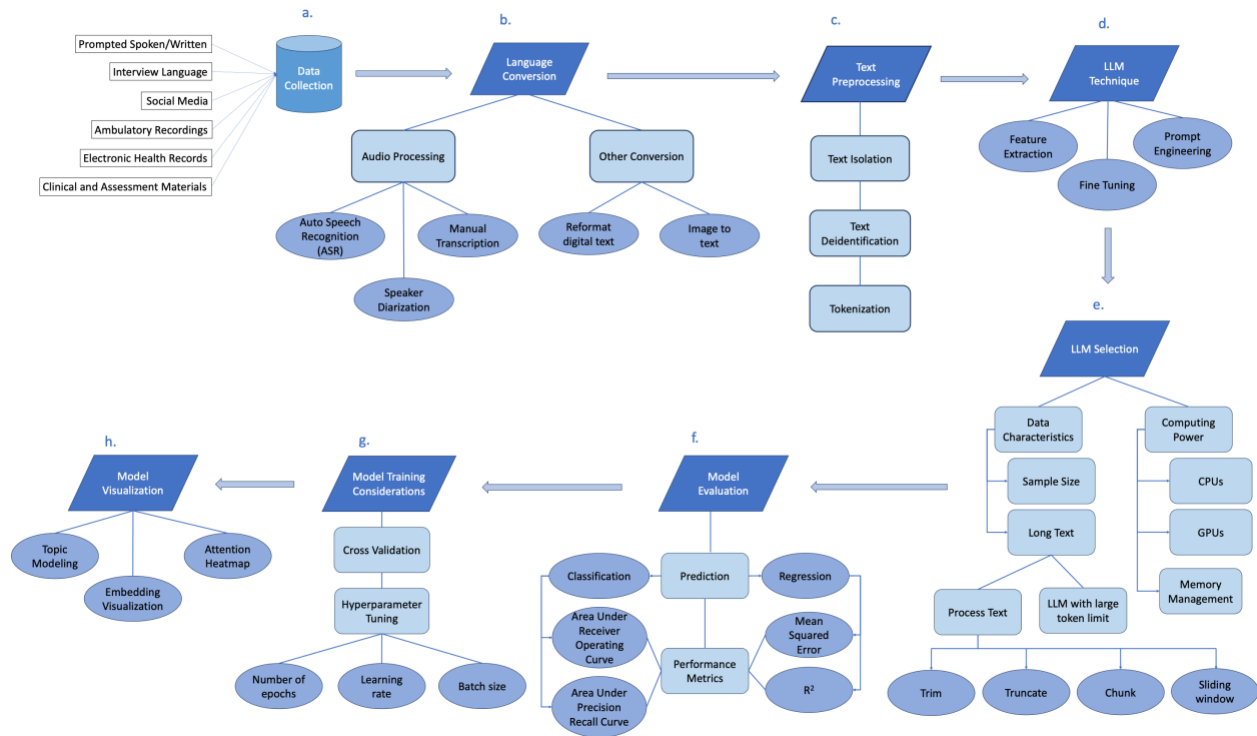 a.
Prompted Spoken/Written
Interview Language
Social Media
Ambulatory Recordings
Electronic Health Records
Clinical and Assessment Materials
Data
Collection
b.
Language
Conversion
Audio Processing
Auto Speech
Recognition
(ASR)
Speaker
Diarization
Manual
Transcription
Other Conversion
Reformat
digital text
Image to
text
c.
Text
Preprocessing
Text Isolation
Text
Deidentification
Tokenization
d.
LLM
Technique
Feature
Extraction
Fine Tuning
Prompt
Engineering
e.
LLM Selection
Data
Characteristics
Sample Size
Long Text
Process Text
LLM with large
token limit
Trim
Truncate
Chunk
Sliding
window
Computing
Power
CPUs
GPUs
Memory
Management
f.
Model
Evaluation
Classification
Prediction
Regression
Area Under
Receiver
Operating Curve
Area Under
Precision
Recall Curve
Performance
Metrics
Mean
Squared
Error
R²
g.
Model Training
Considerations
Cross Validation
Hyperparameter
Tuning
Number of
epochs
Learning
rate
Batch size
h.
Model
Visualization
Topic
Modeling
Embedding
Visualization
Attention
Heatmap